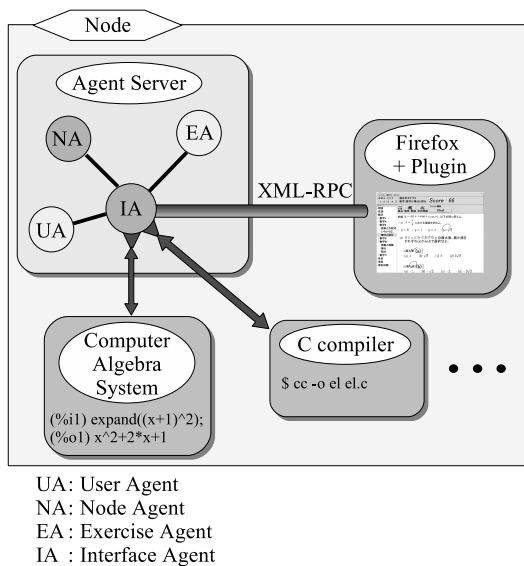 Node
Agent Server
NA
EA
IA
UA
XML-RPC
Firefox
+ Plugin
Score : 66
Computer
Algebra
System
(%i1) expand((x+1)^2);
(%o1) x^2+2*x+1
C compiler
$ cc -o el el.c
UA: User Agent
NA: Node Agent
EA: Exercise Agent
IA : Interface Agent